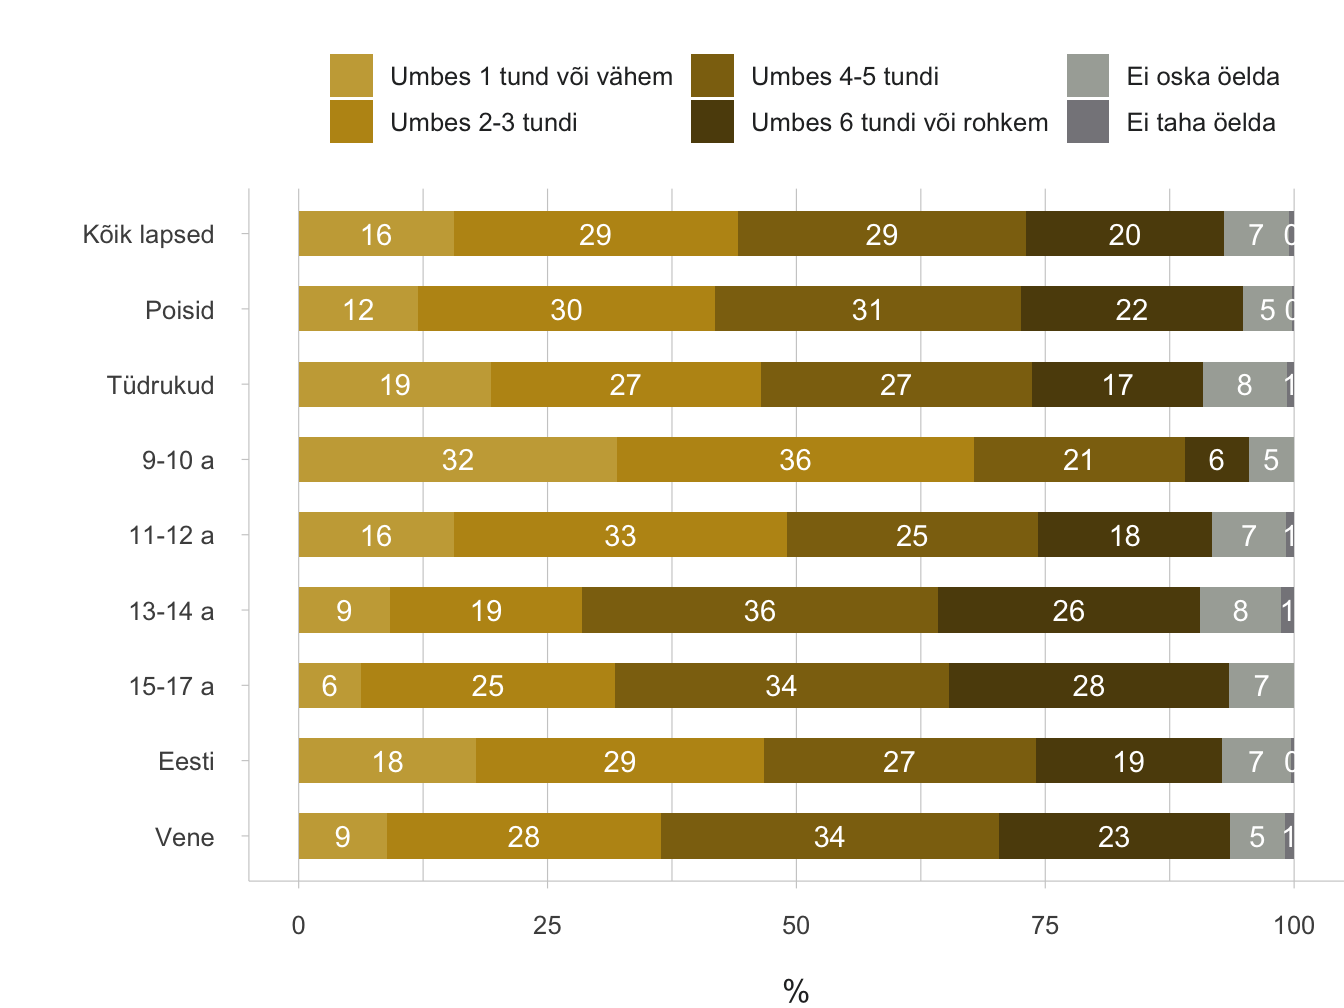 Umbes 1 tund või vähem Umbes 4-5 tundi Ei oska öelda
Umbes 2-3 tundi Umbes 6 tundi või rohkem Ei taha öelda
Kõik lapsed 16 29 29 20 7 0
Poisid 12 30 31 22 5 0
Tüdrukud 19 27 27 17 8 1
9-10 a 32 36 21 6 5
11-12 a 16 33 25 18 7 1
13-14 a 9 19 36 26 8 1
15-17 a 6 25 34 28 7
Eesti 18 29 27 19 7 0
Vene 9 28 34 23 5 1
0 25 50 75 100
%